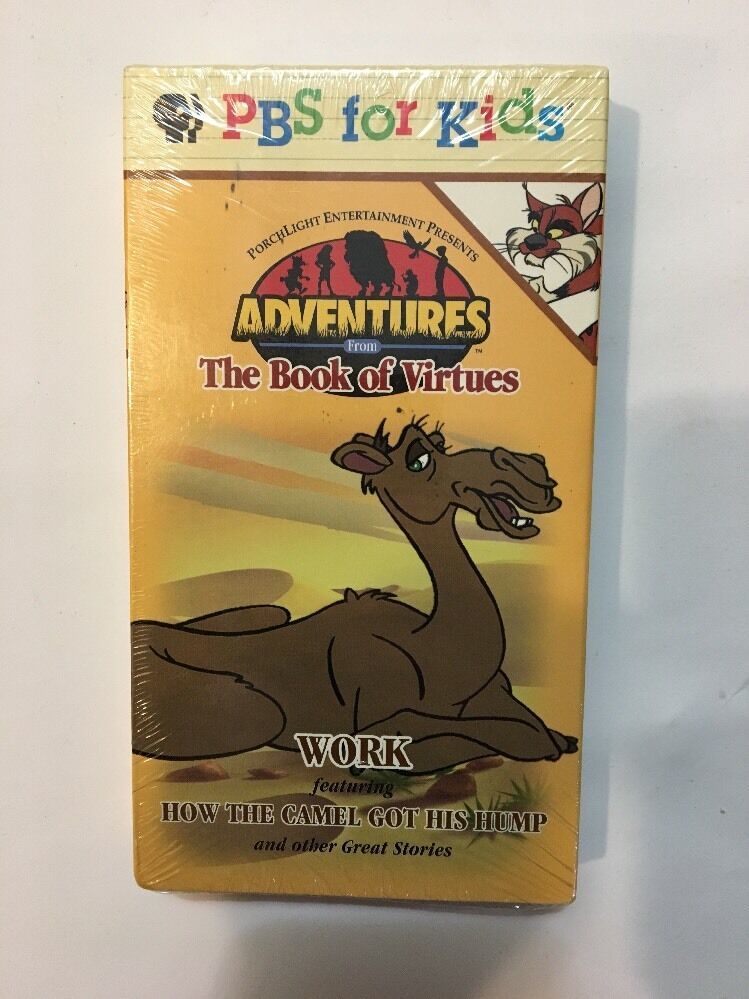 PBS for Kids
PORCHLIGHT ENTERTAINMENT PRESENTS
ADVENTURES
From
The Book of Virtues™
WORK
featuring
HOW THE CAMEL GOT HIS HUMP
and other Great Stories